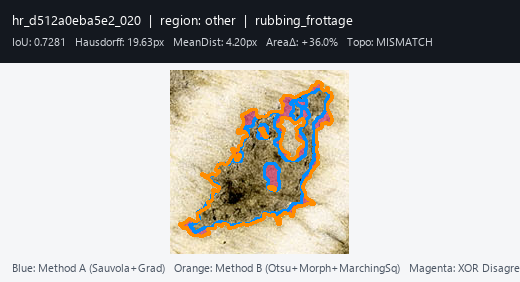 hr_d512a0eba5e2_020 | region: other | rubbing_frottage
IoU: 0.7281 Hausdorff: 19.63px MeanDist: 4.20px AreaΔ: +36.0% Topo: MISMATCH
Blue: Method A (Sauvola+Grad) Orange: Method B (Otsu+Morph+MarchingSq) Magenta: XOR Disagre